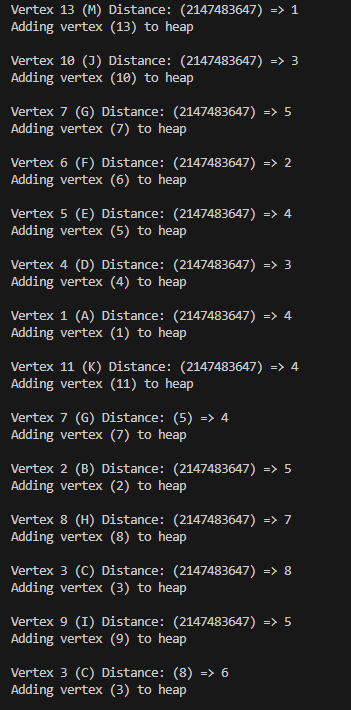 Vertex 13 (M) Distance: (2147483647) => 1
Adding vertex (13) to heap
Vertex 10 (J) Distance: (2147483647) => 3
Adding vertex (10) to heap
Vertex 7 (G) Distance: (2147483647) => 5
Adding vertex (7) to heap
Vertex 6 (F) Distance: (2147483647) => 2
Adding vertex (6) to heap
Vertex 5 (E) Distance: (2147483647) => 4
Adding vertex (5) to heap
Vertex 4 (D) Distance: (2147483647) => 3
Adding vertex (4) to heap
Vertex 1 (A) Distance: (2147483647) => 4
Adding vertex (1) to heap
Vertex 11 (K) Distance: (2147483647) => 4
Adding vertex (11) to heap
Vertex 7 (G) Distance: (5) => 4
Adding vertex (7) to heap
Vertex 2 (B) Distance: (2147483647) => 5
Adding vertex (2) to heap
Vertex 8 (H) Distance: (2147483647) => 7
Adding vertex (8) to heap
Vertex 3 (C) Distance: (2147483647) => 8
Adding vertex (3) to heap
Vertex 9 (I) Distance: (2147483647) => 5
Adding vertex (9) to heap
Vertex 3 (C) Distance: (8) => 6
Adding vertex (3) to heap